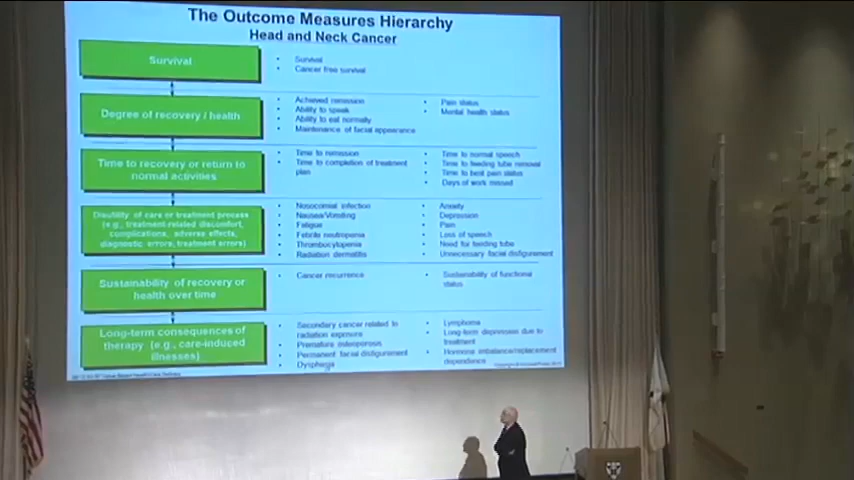 The Outcome Measures Hierarchy
Head and Neck Cancer
Survival
• Survival
• Cancer free survival
Degree of recovery / health
• Achieved remission
• Ability to speak
• Ability to eat normally
• Maintenance of facial appearance
• Pain status
• Mental health status
Time to recovery or return to
normal activities
• Time to remission
• Time to completion of treatment
plan
• Time to normal speech
• Time to feeding tube removal
• Time to best pain status
• Days of work missed
Disutility of care or treatment process
(e.g., treatment-related discomfort,
complications, adverse effects,
diagnostic errors, treatment errors)
• Nosocomial infection
• Nausea/Vomiting
• Fatigue
• Febrile neutropenia
• Thrombocytopenia
• Radiation dermatitis
• Anxiety
• Depression
• Pain
• Loss of speech
• Need for feeding tube
• Unnecessary facial disfigurement
Sustainability of recovery or
health over time
• Cancer recurrence
• Sustainability of functional
status
Long-term consequences of
therapy (e.g., care-induced
illnesses)
• Secondary cancer related to
radiation exposure
• Premature osteoporosis
• Permanent facial disfigurement
• Dysphagia
• Lymphoma
• Long-term depression due to
treatment
• Hormone imbalance/replacement
dependence